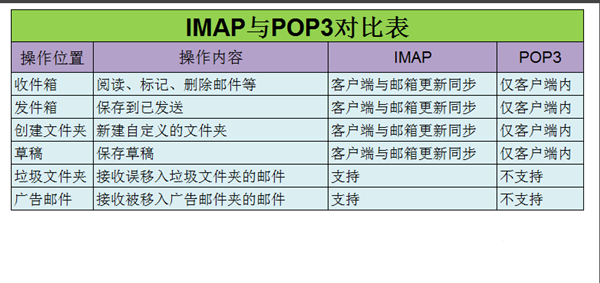 IMAP与POP3对比表
操作位置 操作内容 IMAP POP3
收件箱 阅读、标记、删除邮件等 客户端与邮箱更新同步 仅客户端内
发件箱 保存到已发送 客户端与邮箱更新同步 仅客户端内
创建文件夹 新建自定义的文件夹 客户端与邮箱更新同步 仅客户端内
草稿 保存草稿 客户端与邮箱更新同步 仅客户端内
垃圾文件夹 接收误移入垃圾文件夹的邮件 支持 不支持
广告邮件 接收被移入广告邮件夹的邮件 支持 不支持